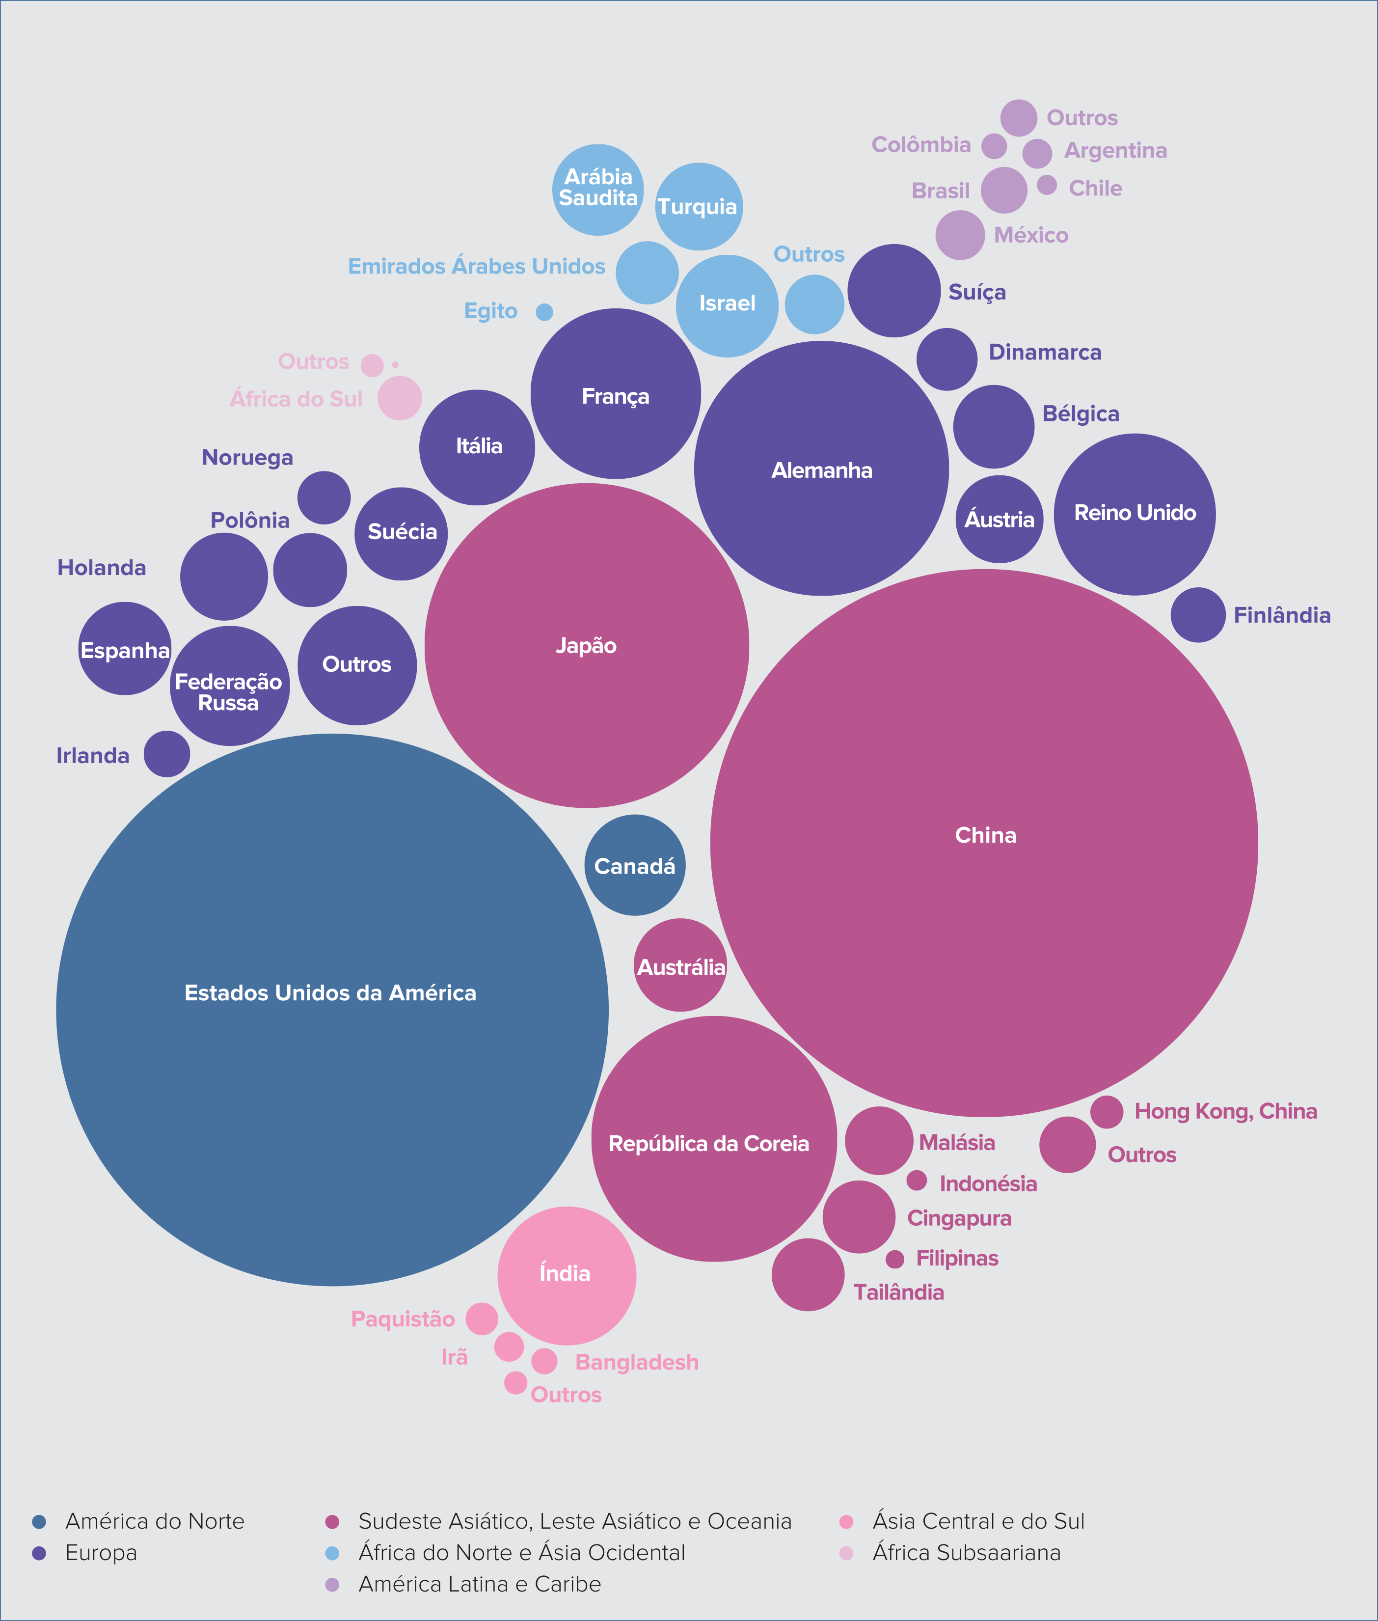 Outros
Colômbia
Argentina
Brasil
Chile
México
Arábia
Saudita
Turquia
Emirados Árabes Unidos
Outros
Israel
Egito
Suíça
Dinamarca
Outros
África do Sul
França
Bélgica
Itália
Noruega
Alemanha
Polônia
Suécia
Áustria
Reino Unido
Holanda
Finlândia
Espanha
Outros
Japão
Federação
Russa
Irlanda
China
Canadá
Austrália
Estados Unidos da América
Hong Kong, China
República da Coreia
Malásia
Outros
Indonésia
Cingapura
Filipinas
Índia
Tailândia
Paquistão
Irã
Bangladesh
Outros
América do Norte
Europa
Sudeste Asiático, Leste Asiático e Oceania
África do Norte e Ásia Ocidental
América Latina e Caribe
Ásia Central e do Sul
África Subsaariana